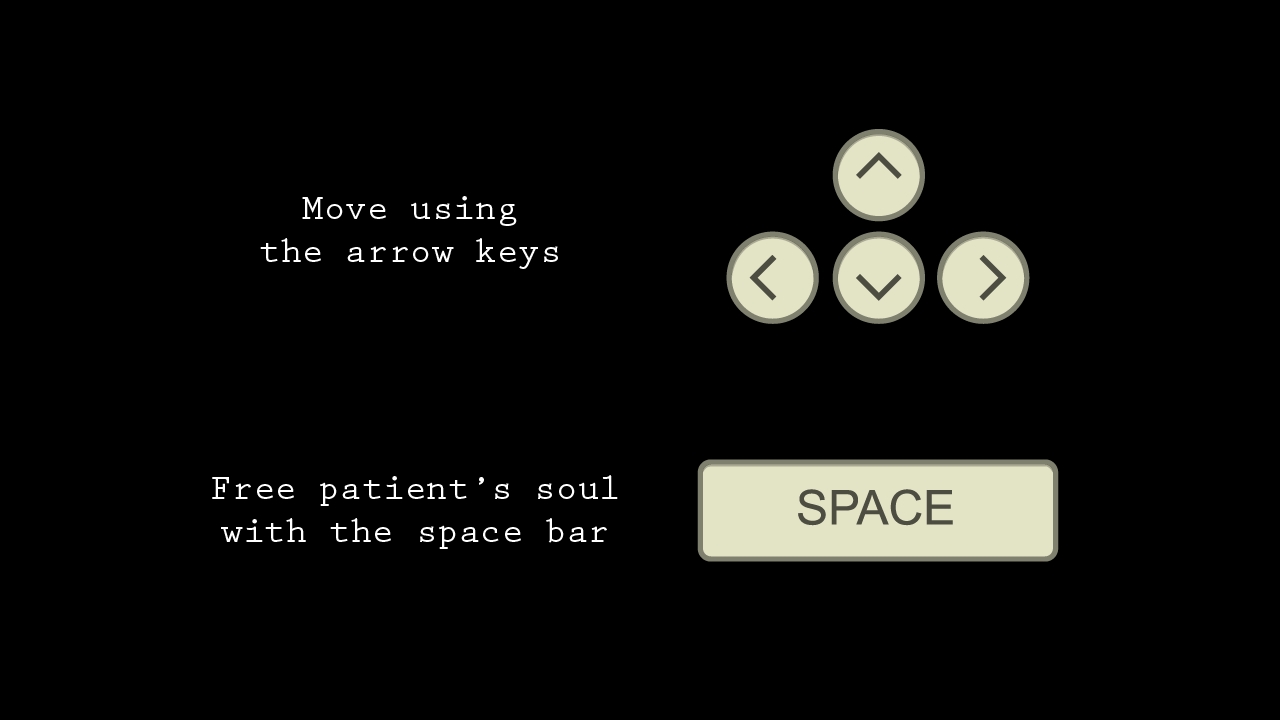 Move using
the arrow keys
Free patient’s soul
with the space bar
SPACE